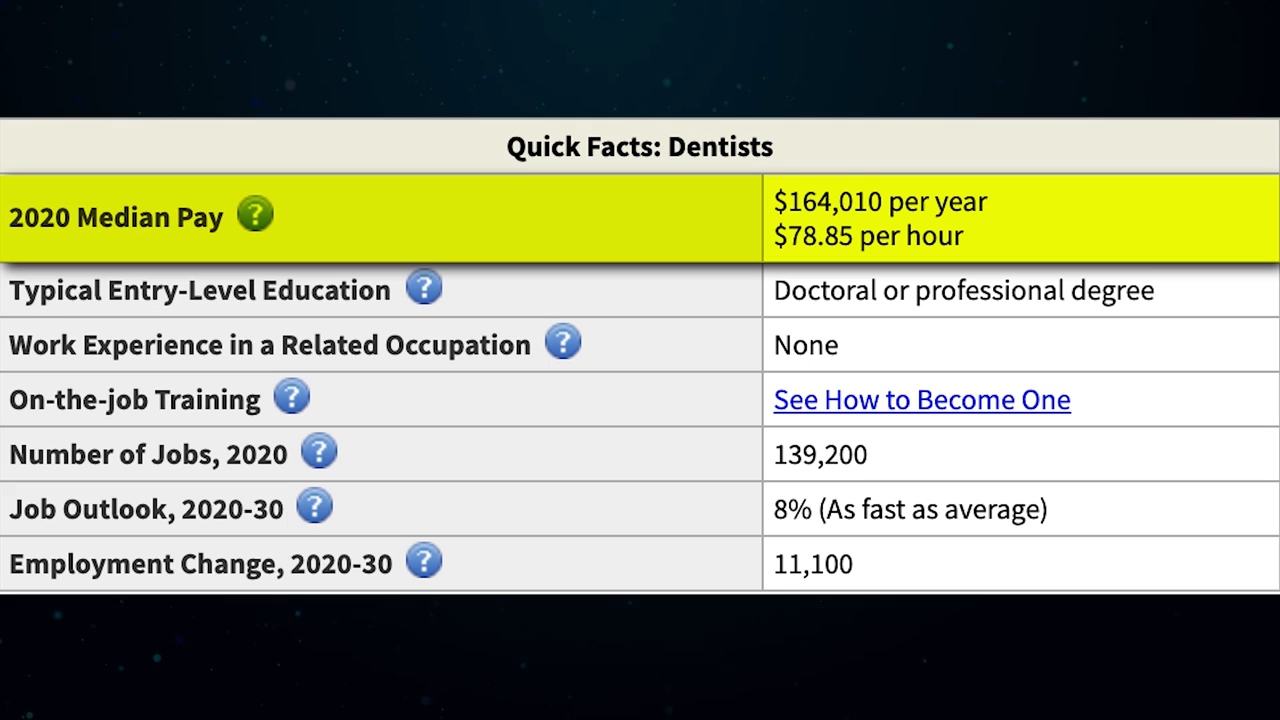 Quick Facts: Dentists
2020 Median Pay ?
$164,010 per year
$78.85 per hour
Typical Entry-Level Education ? Doctoral or professional degree
Work Experience in a Related Occupation ? None
On-the-job Training ? See How to Become One
Number of Jobs, 2020 ? 139,200
Job Outlook, 2020-30 ? 8% (As fast as average)
Employment Change, 2020-30 ? 11,100